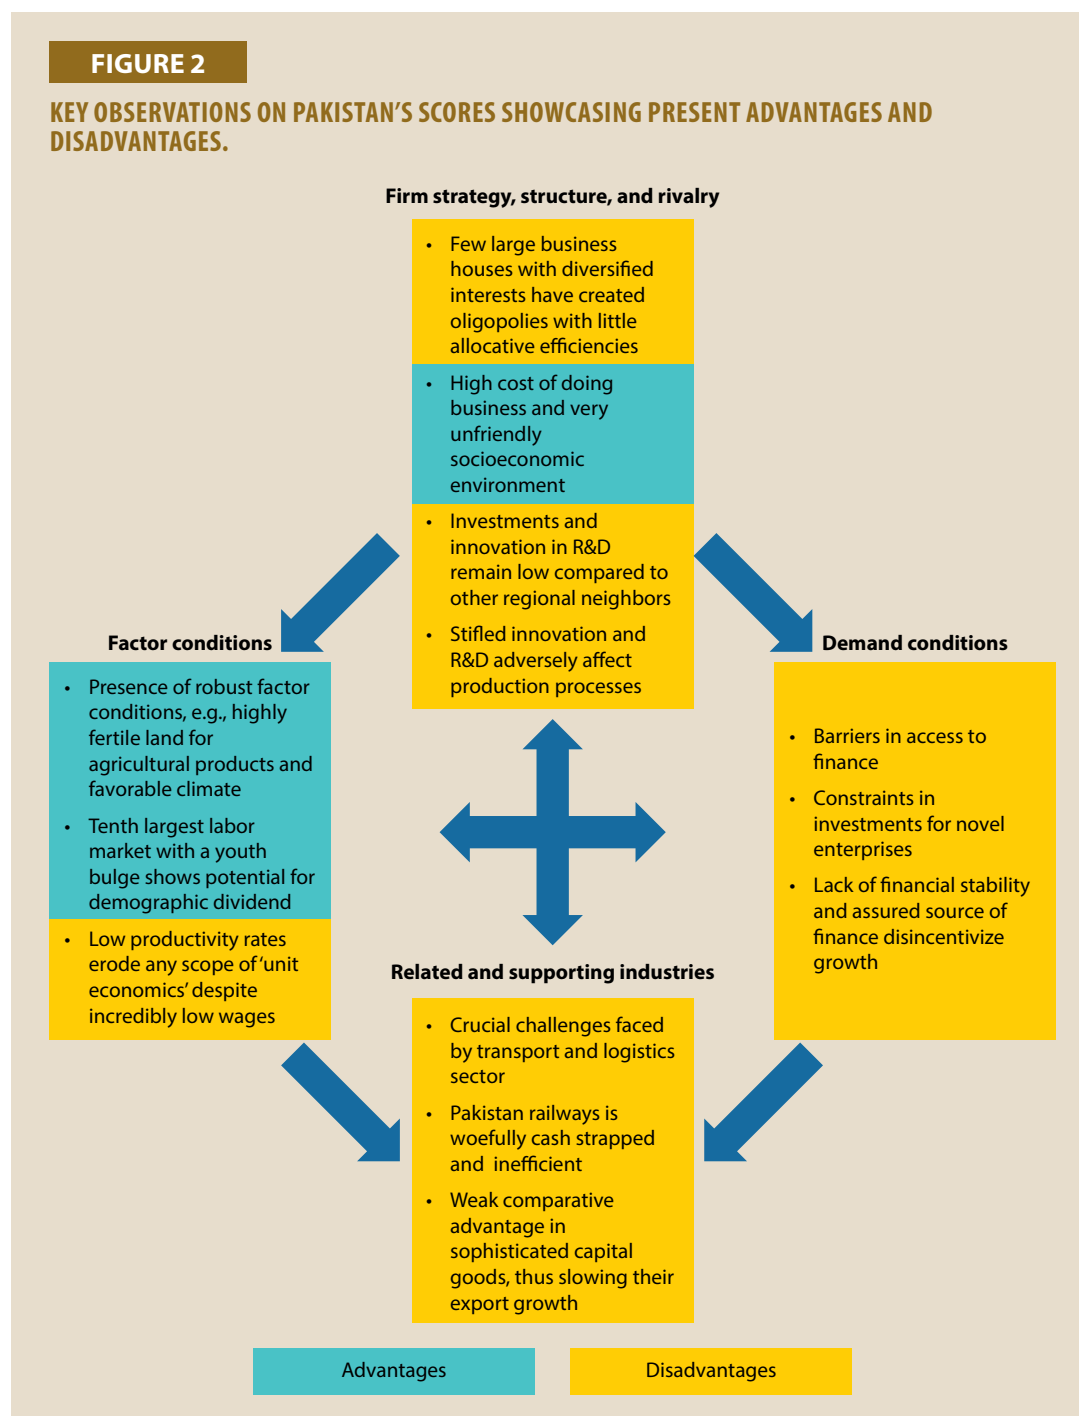 FIGURE 2
KEY OBSERVATIONS ON PAKISTAN’S SCORES SHOWCASING PRESENT ADVANTAGES AND
DISADVANTAGES.
Firm strategy, structure, and rivalry
• Few large business
houses with diversified
interests have created
oligopolies with little
allocative efficiencies
• High cost of doing
business and very
unfriendly
socioeconomic
environment
• Investments and
innovation in R&D
remain low compared to
other regional neighbors
• Stifled innovation and
R&D adversely affect
production processes
Factor conditions
• Presence of robust factor
conditions, e.g., highly
fertile land for
agricultural products and
favorable climate
• Tenth largest labor
market with a youth
bulge shows potential for
demographic dividend
• Low productivity rates
erode any scope of ‘unit
economics’ despite
incredibly low wages
Demand conditions
• Barriers in access to
finance
• Constraints in
investments for novel
enterprises
• Lack of financial stability
and assured source of
finance disincentivize
growth
Related and supporting industries
• Crucial challenges faced
by transport and logistics
sector
• Pakistan railways is
woefully cash strapped
and inefficient
• Weak comparative
advantage in
sophisticated capital
goods, thus slowing their
export growth
Advantages
Disadvantages